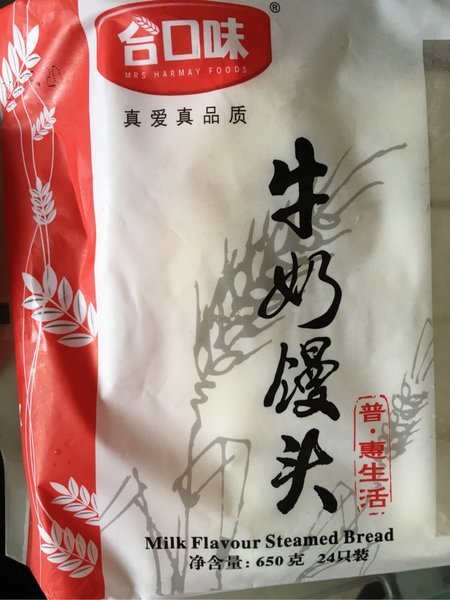 合口味
®
MRS HARMAY FOODS
真爱真品质
牛奶馒头
普·惠生活
Milk Flavour Steamed Bread
净含量: 650克 24只装